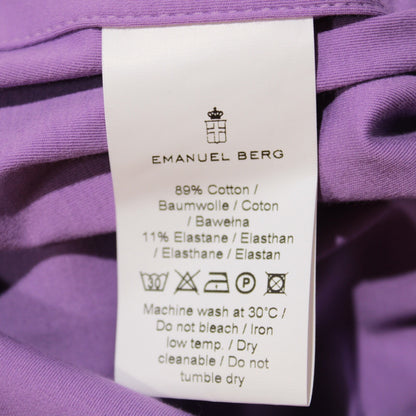 EMANUEL BERG
89% Cotton /
Baumwolle / Coton
/ Bawełna
11% Elastane / Elasthan
/ Elasthane / Elastan
30 P
Machine wash at 30°C /
Do not bleach / Iron
low temp. / Dry
cleanable / Do not
tumble dry